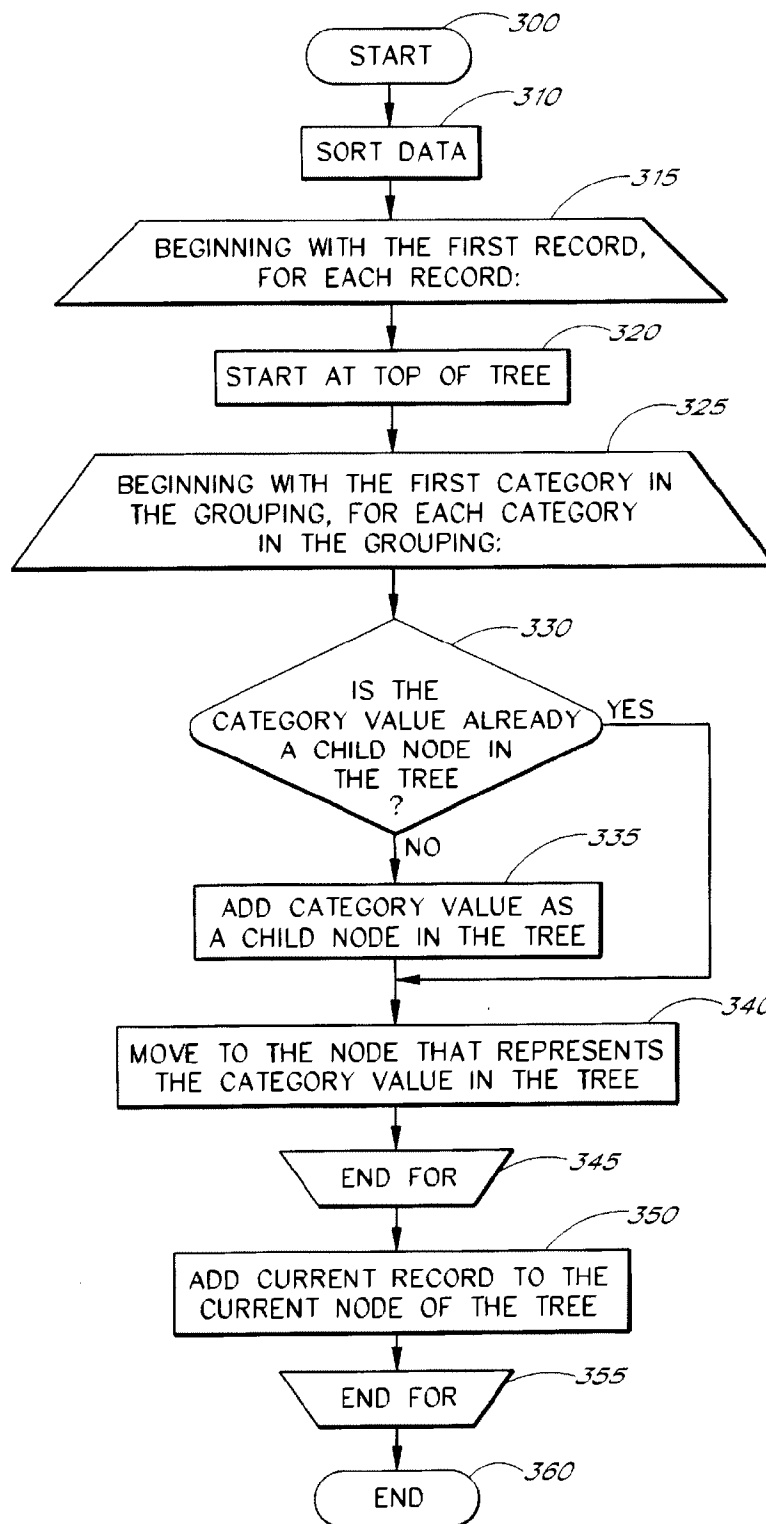 300
START
310
SORT DATA
315
BEGINNING WITH THE FIRST RECORD,
FOR EACH RECORD:
320
START AT TOP OF TREE
325
BEGINNING WITH THE FIRST CATEGORY IN
THE GROUPING, FOR EACH CATEGORY
IN THE GROUPING:
330
IS THE
CATEGORY VALUE ALREADY
A CHILD NODE IN
THE TREE
?
YES
NO
335
ADD CATEGORY VALUE AS
A CHILD NODE IN THE TREE
340
MOVE TO THE NODE THAT REPRESENTS
THE CATEGORY VALUE IN THE TREE
END FOR
345
350
ADD CURRENT RECORD TO THE
CURRENT NODE OF THE TREE
END FOR
355
360
END